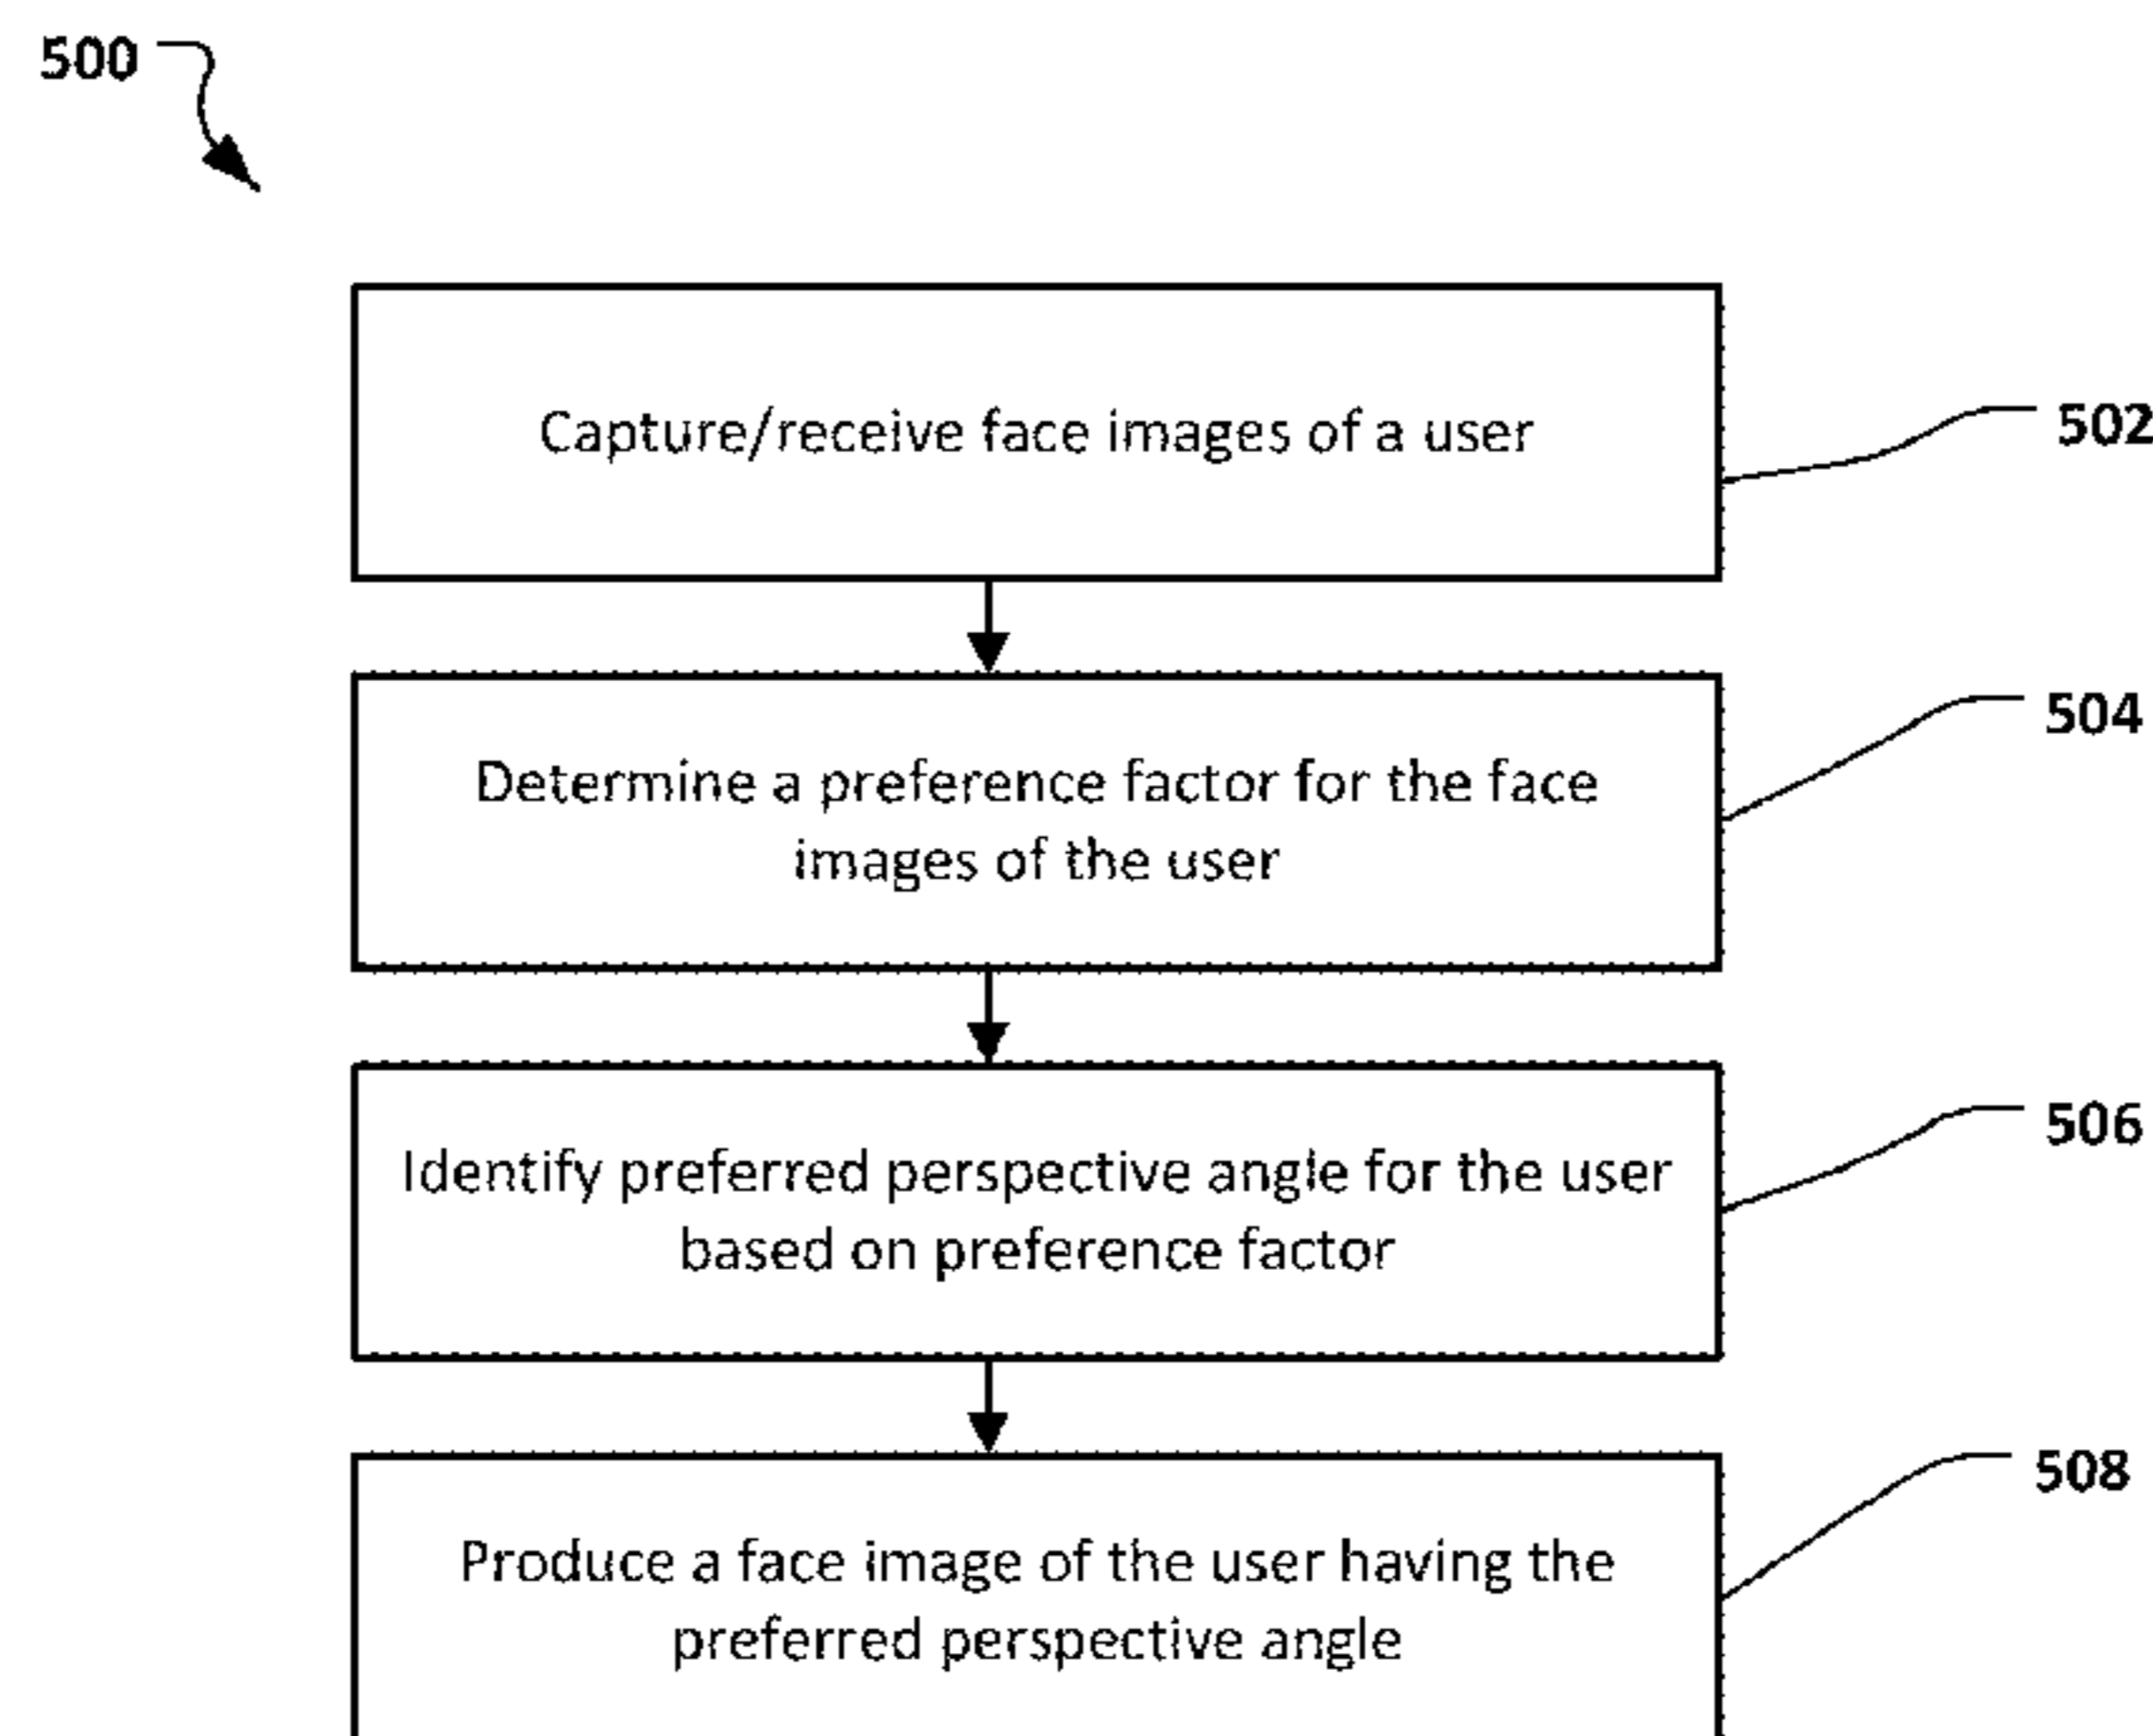 500
Capture/receive face images of a user
502
Determine a preference factor for the face
images of the user
504
Identify preferred perspective angle for the user
based on preference factor
506
Produce a face image of the user having the
preferred perspective angle
508